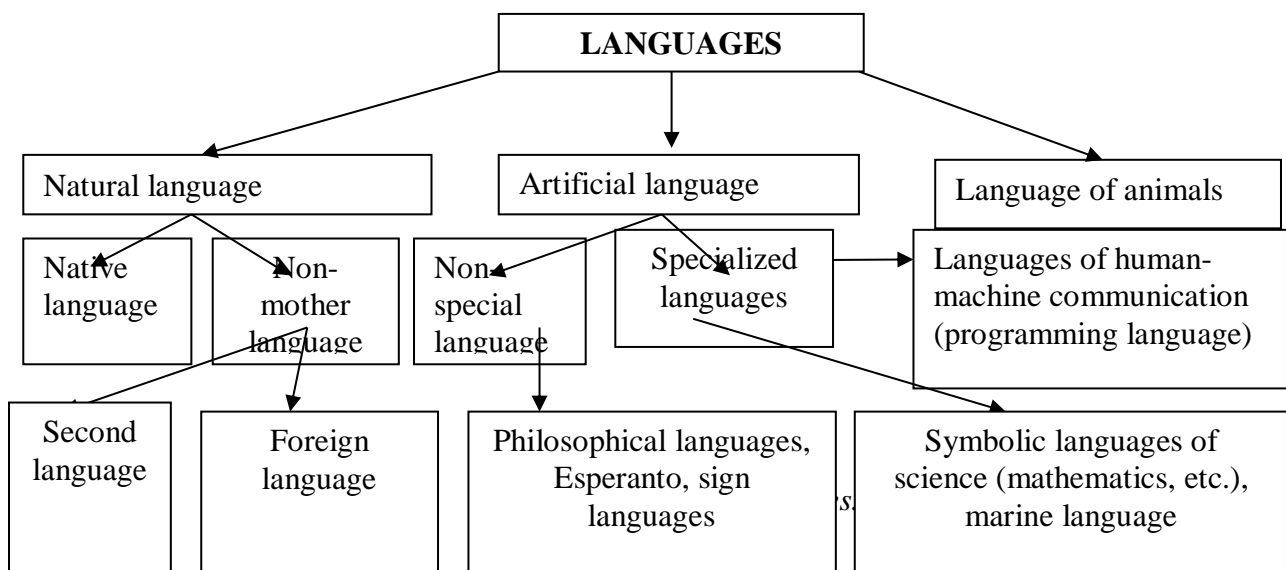 LANGUAGES
Natural language
Artificial language
Language of animals
Native
language
Non-
mother
language
Non-
special
language
Specialized
languages
Languages of human-
machine communication
(programming language)
Second
language
Foreign
language
Philosophical languages,
Esperanto, sign
languages
Symbolic languages of
science (mathematics, etc.),
marine language